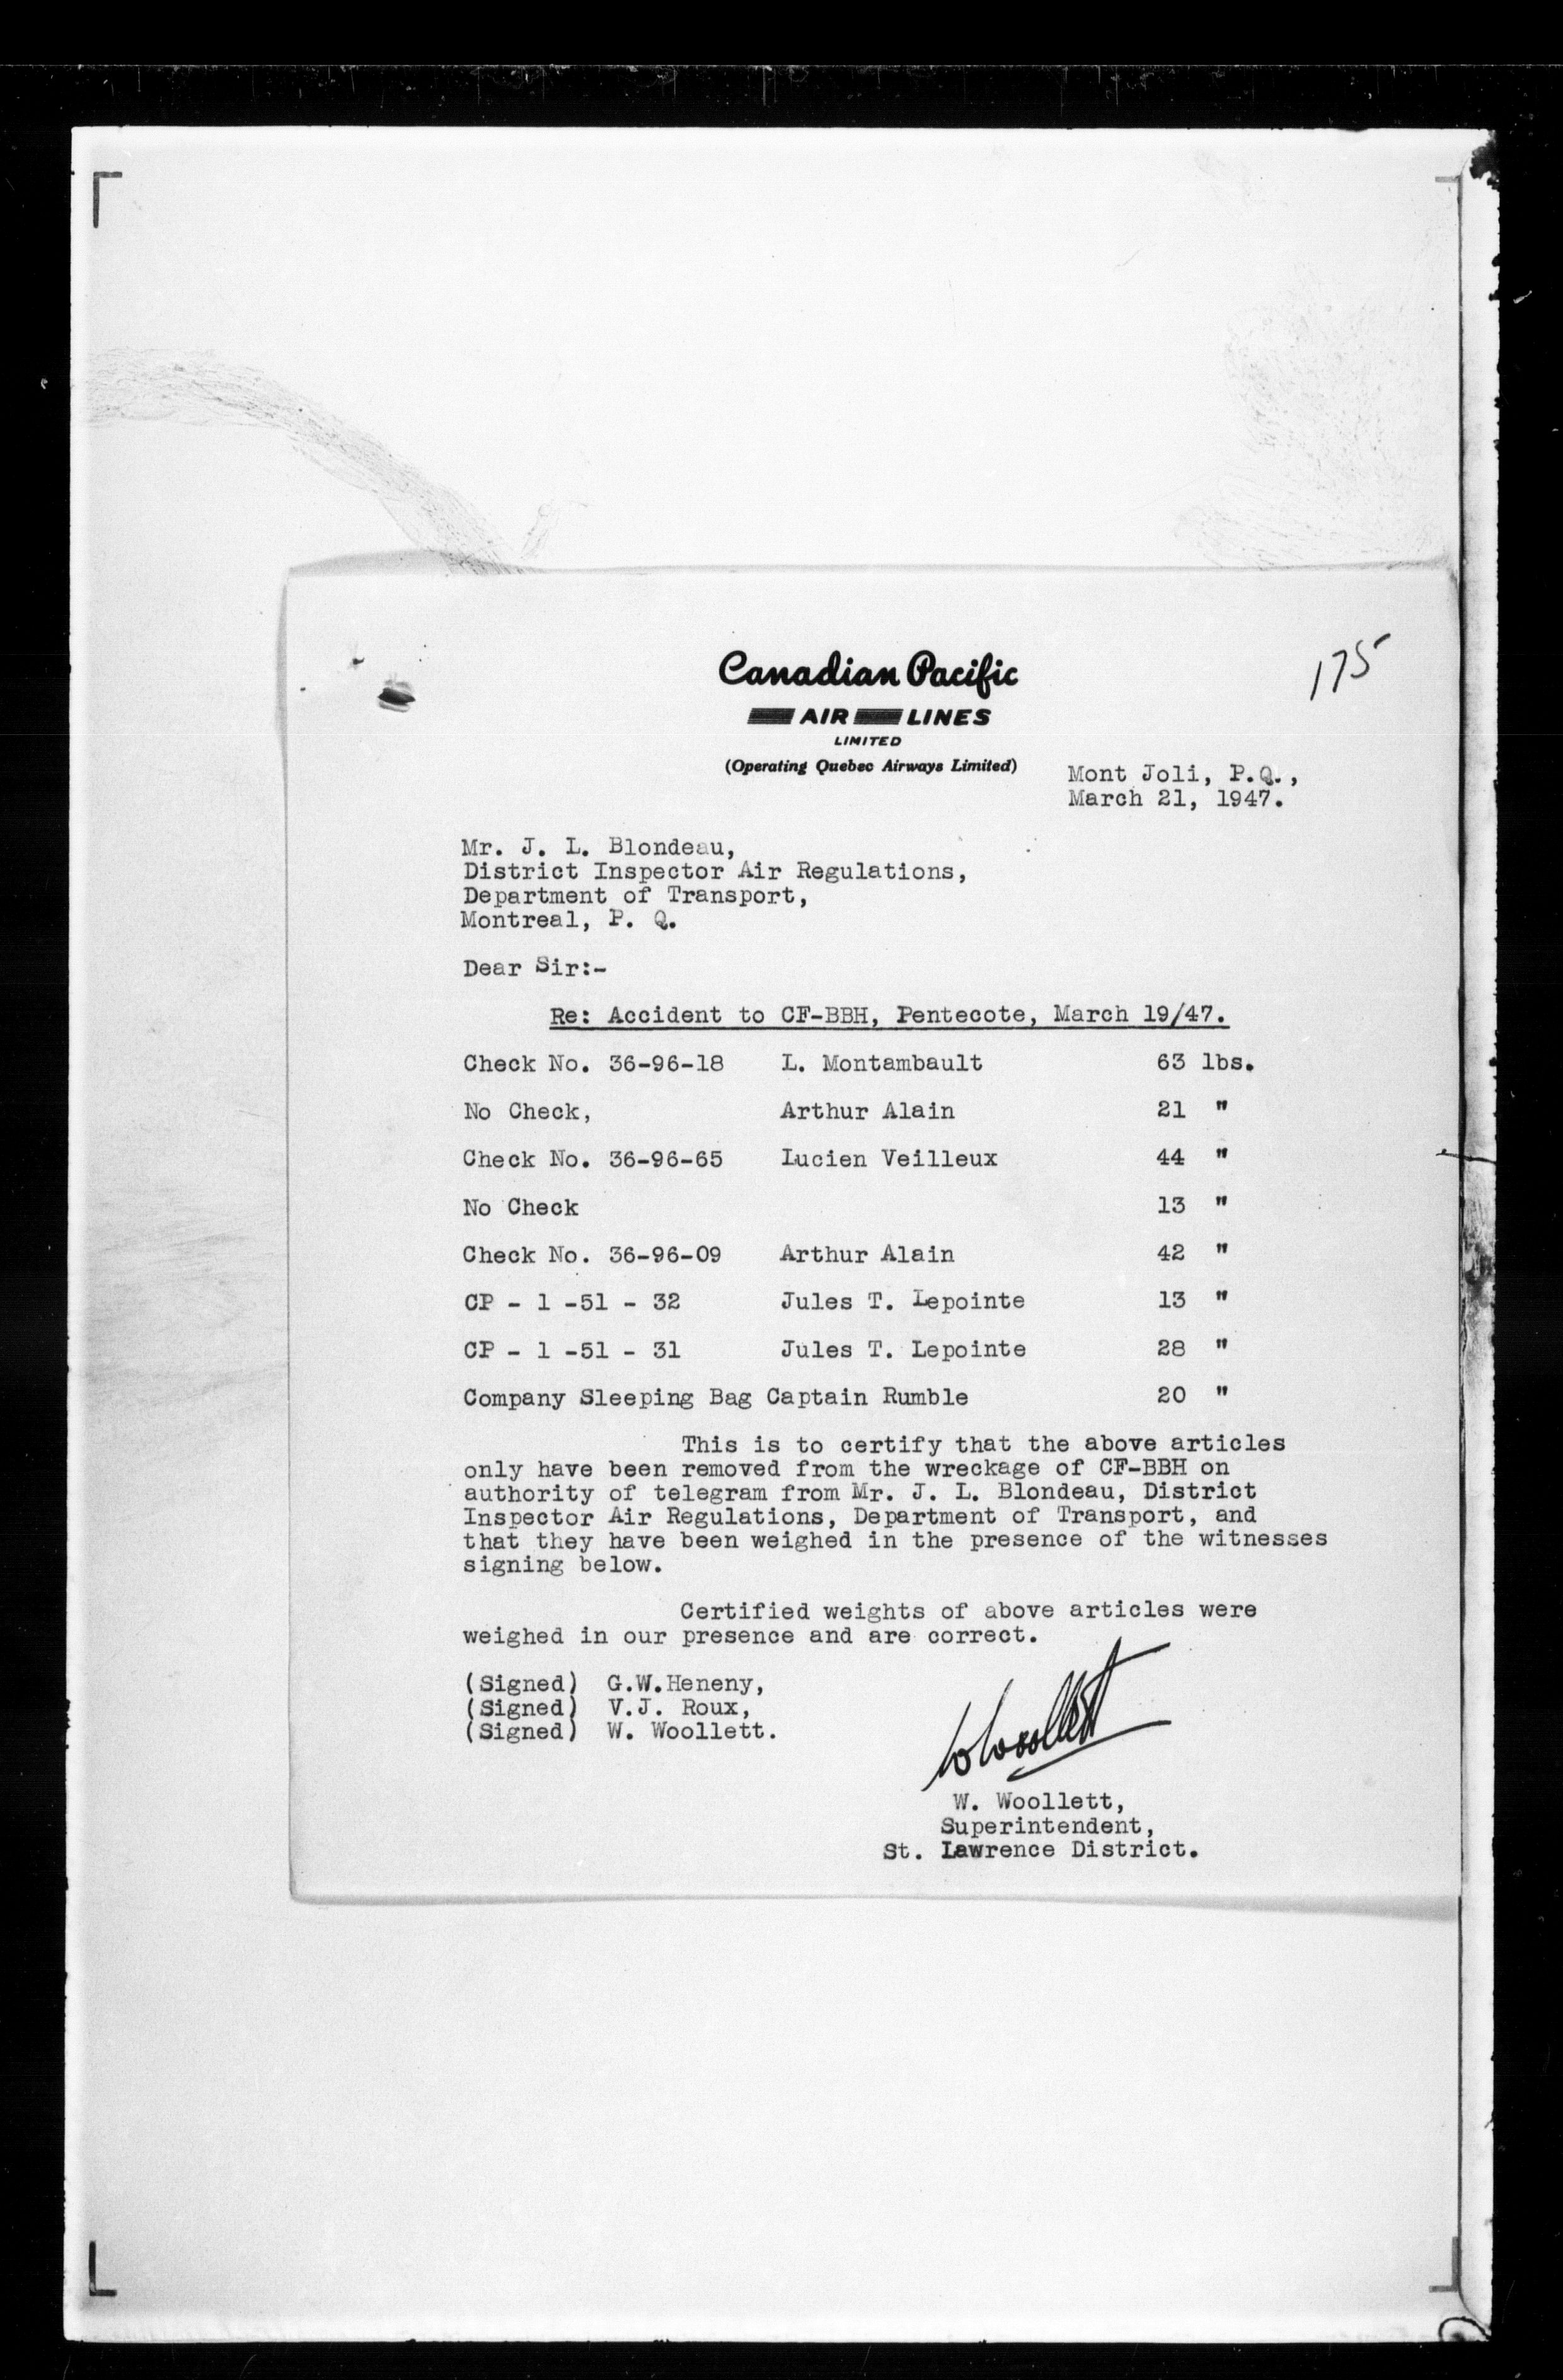 175
Canadian Pacific
AIR LINES
LIMITED
(Operating Quebec Airways Limited)
Mont Joli, P.Q.,
March 21, 1947.
Mr. J. L. Blondeau,
District Inspector Air Regulations,
Department of Transport,
Montreal, P. Q.
Dear Sir:-
Re: Accident to CF-BBH, Pentecote, March 19/47.
Check No. 36-96-18 L. Montambault 63 lbs.
No Check, Arthur Alain 21 "
Check No. 36-96-65 Lucien Veilleux 44 "
No Check 13 "
Check No. 36-96-09 Arthur Alain 42 "
CP - 1 -51 - 32 Jules T. Lepointe 13 "
CP - 1 -51 - 31 Jules T. Lepointe 28 "
Company Sleeping Bag Captain Rumble 20 "
This is to certify that the above articles
only have been removed from the wreckage of CF-BBH on
authority of telegram from Mr. J. L. Blondeau, District
Inspector Air Regulations, Department of Transport, and
that they have been weighed in the presence of the witnesses
signing below.
Certified weights of above articles were
weighed in our presence and are correct.
(Signed) G.W.Heneny,
(Signed) V.J. Roux,
(Signed) W. Woollett.
W Woollett
W. Woollett,
Superintendent,
St. Lawrence District.